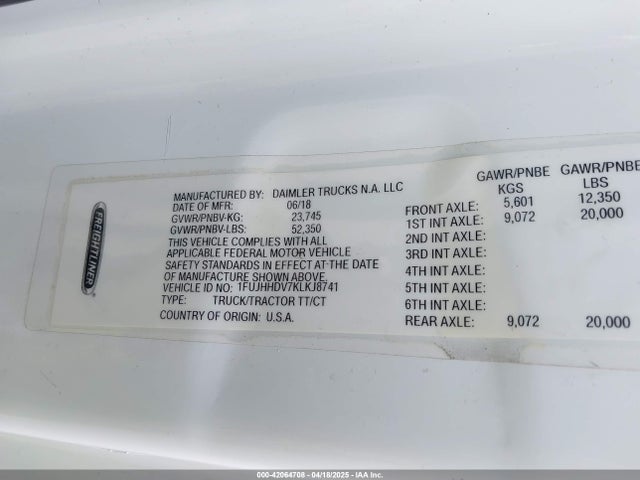 FREIGHTLINER
MANUFACTURED BY: DAIMLER TRUCKS N.A. LLC
DATE OF MFR: 06/18
GVWR/PNBV-KG: 23,745
GVWR/PNBV-LBS: 52,350
THIS VEHICLE COMPLIES WITH ALL
APPLICABLE FEDERAL MOTOR VEHICLE
SAFETY STANDARDS IN EFFECT AT THE DATE
OF MANUFACTURE SHOWN ABOVE
VEHICLE ID NO: 1FUJHHDV7KLKJ8741
TYPE: TRUCK/TRACTOR TT/CT
COUNTRY OF ORIGIN: U.S.A.
GAWR/PNBE GAWR/PNBE
KGS LBS
FRONT AXLE: 5,601 12,350
1ST INT AXLE: 9,072 20,000
2ND INT AXLE:
3RD INT AXLE:
4TH INT AXLE:
5TH INT AXLE:
6TH INT AXLE:
REAR AXLE: 9,072 20,000
000-42064708 - 04/18/2025 - IAA Inc.